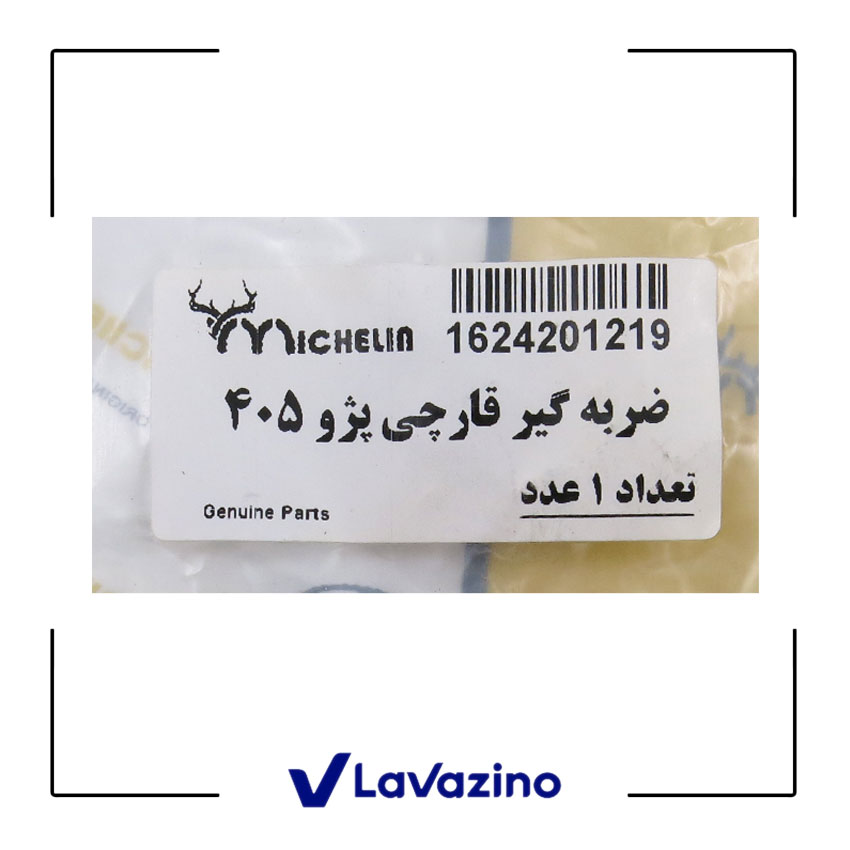 MICHELIN
1624201219
ضربه گیر قارچی پژو ۴۰۵
تعداد ۱ عدد
Genuine Parts
LaVazino